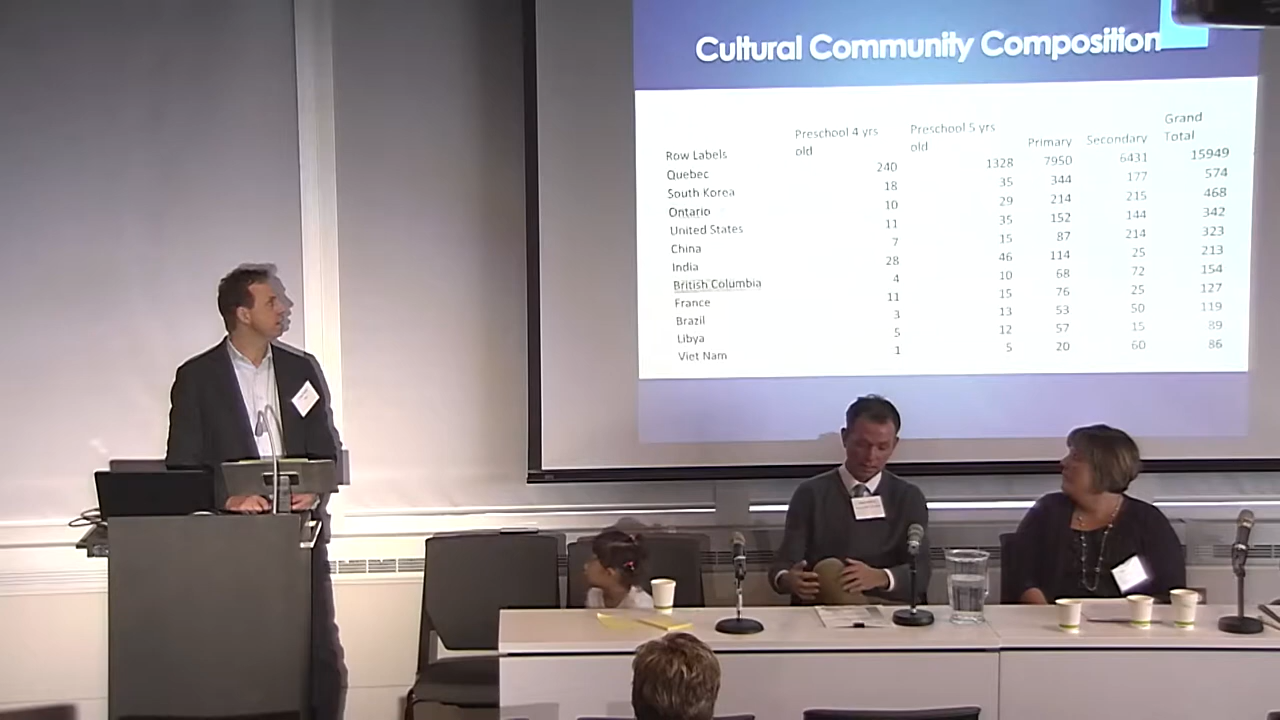 Cultural Community Composition
Row Labels Preschool 4 yrs old Preschool 5 yrs old Primary Secondary Grand Total
Quebec 240 1328 7950 6431 15949
South Korea 18 35 344 177 574
Ontario 10 29 214 215 468
United States 11 35 152 144 342
China 7 15 87 214 323
India 28 46 114 25 213
British Columbia 4 10 68 72 154
France 11 15 76 25 127
Brazil 3 13 53 50 119
Libya 5 12 57 15 89
Viet Nam 1 5 20 60 86